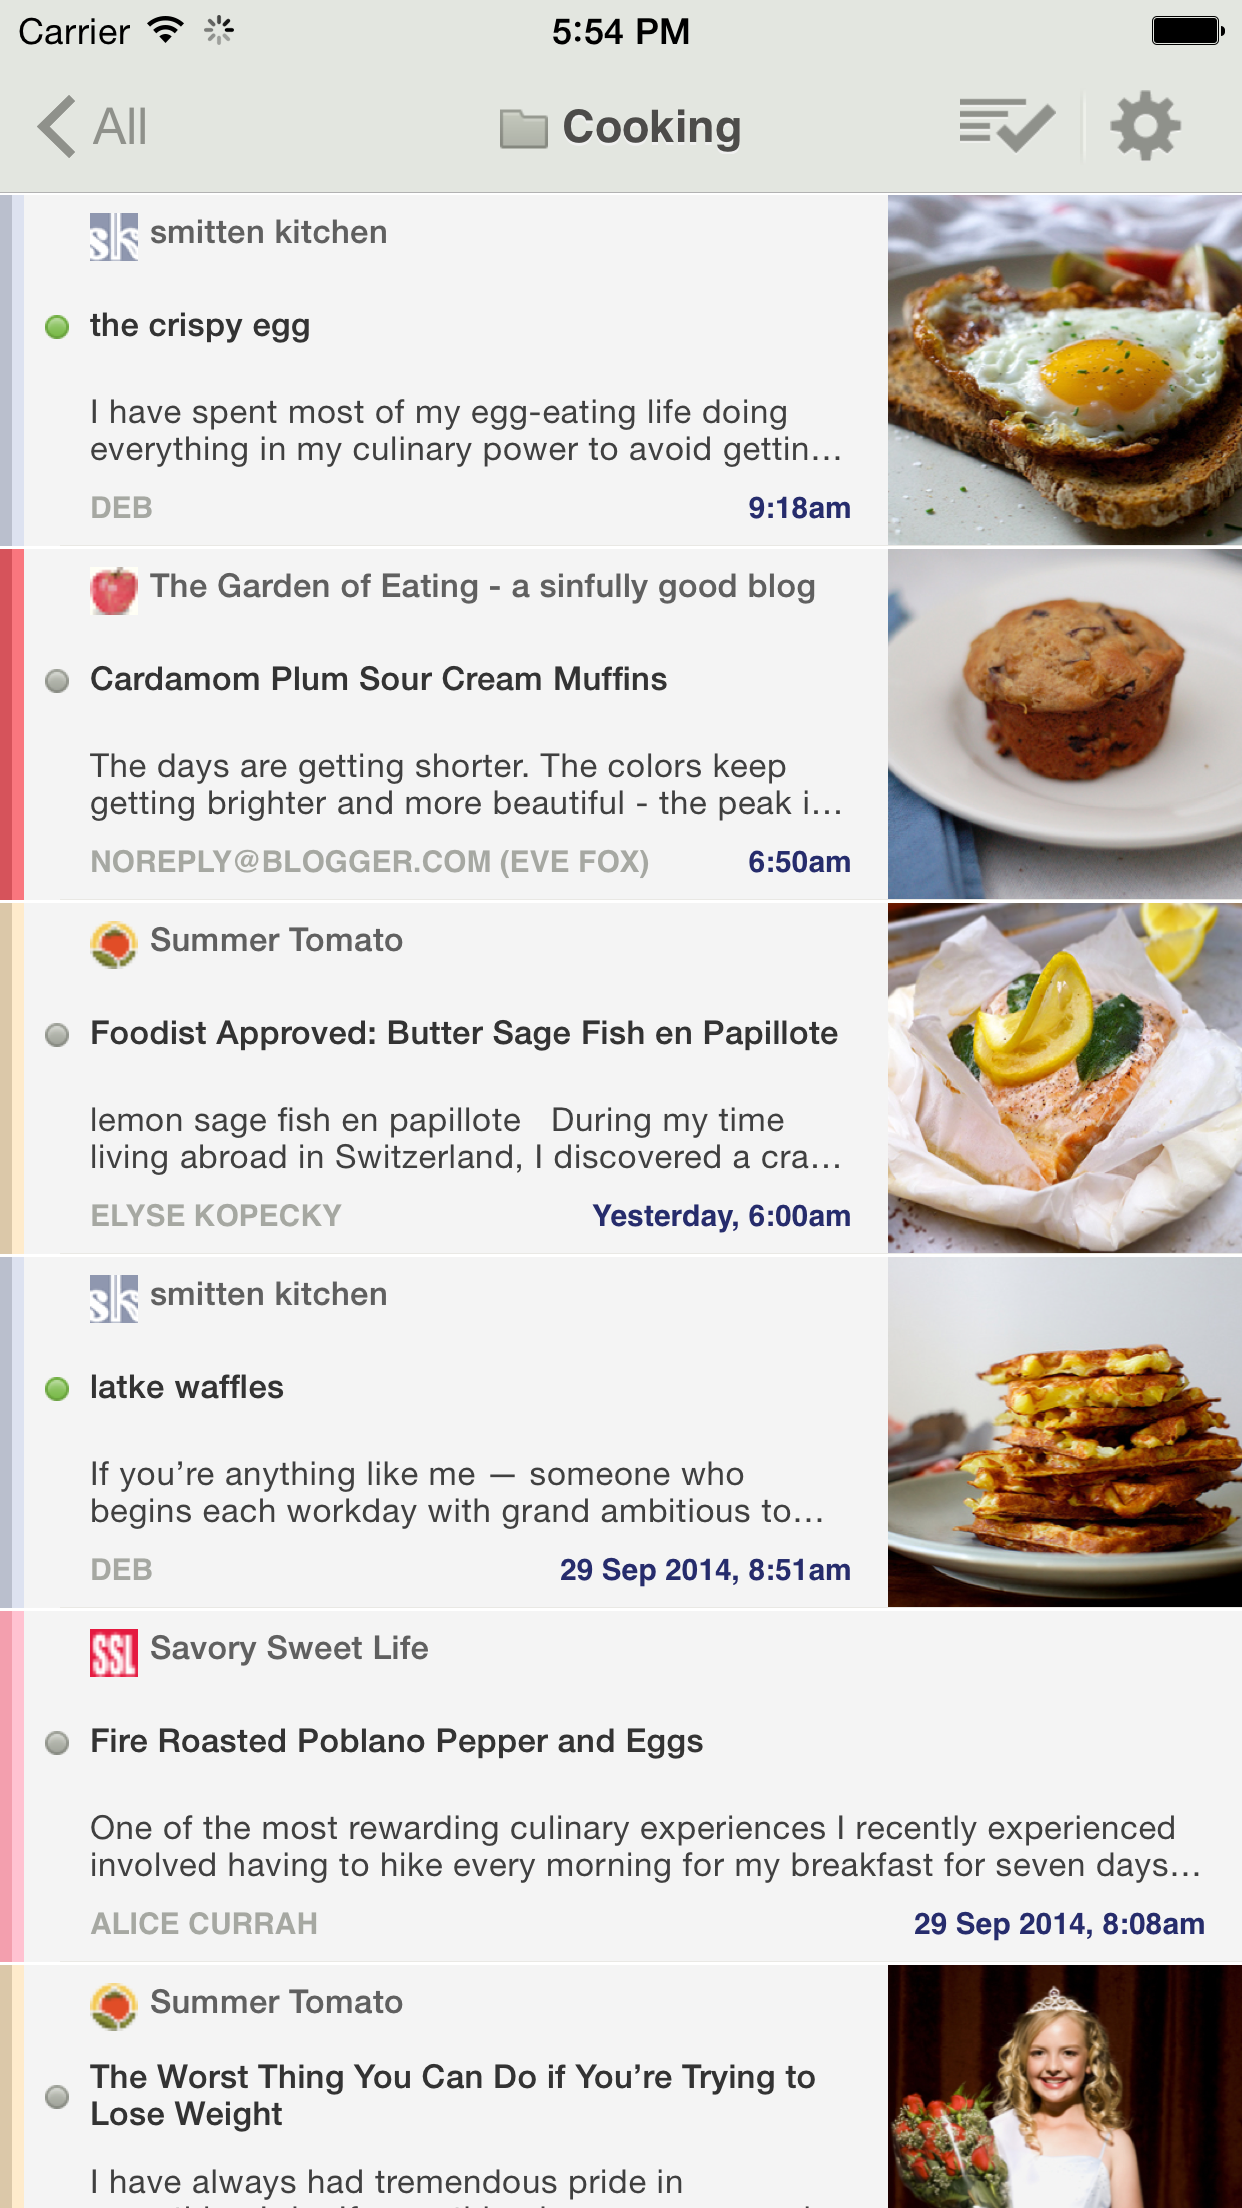 Carrier 5:54 PM
All Cooking
sk smitten kitchen
the crispy egg
I have spent most of my egg-eating life doing
everything in my culinary power to avoid gettin...
DEB 9:18am
The Garden of Eating - a sinfully good blog
Cardamom Plum Sour Cream Muffins
The days are getting shorter. The colors keep
getting brighter and more beautiful - the peak i...
NOREPLY@BLOGGER.COM (EVE FOX) 6:50am
Summer Tomato
Foodist Approved: Butter Sage Fish en Papillote
lemon sage fish en papillote During my time
living abroad in Switzerland, I discovered a cra...
ELYSE KOPECKY Yesterday, 6:00am
sk smitten kitchen
latke waffles
If you’re anything like me — someone who
begins each workday with grand ambitious to...
DEB 29 Sep 2014, 8:51am
SSL Savory Sweet Life
Fire Roasted Poblano Pepper and Eggs
One of the most rewarding culinary experiences I recently experienced
involved having to hike every morning for my breakfast for seven days...
ALICE CURRAH 29 Sep 2014, 8:08am
Summer Tomato
The Worst Thing You Can Do if You’re Trying to
Lose Weight
I have always had tremendous pride in